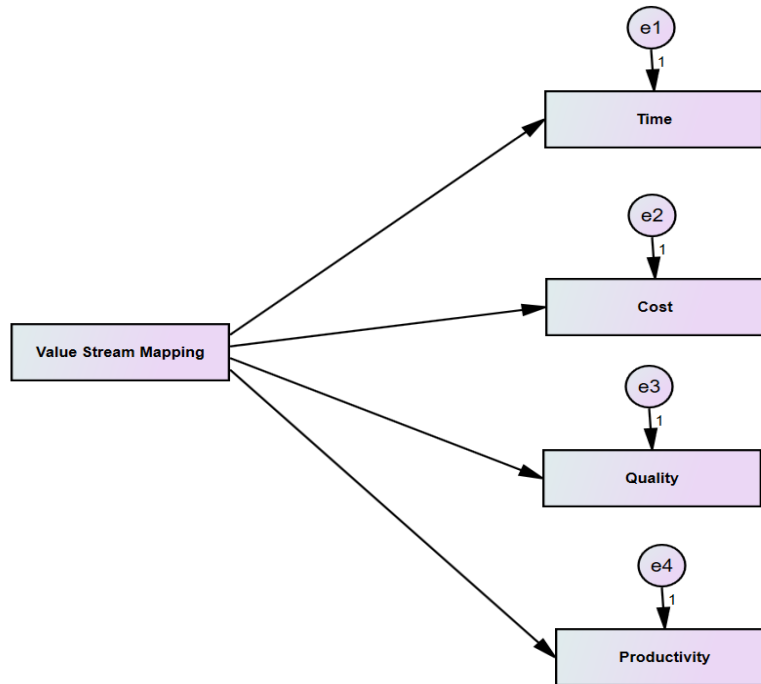 e1
1
Time
e2
1
Cost
Value Stream Mapping
e3
1
Quality
e4
1
Productivity